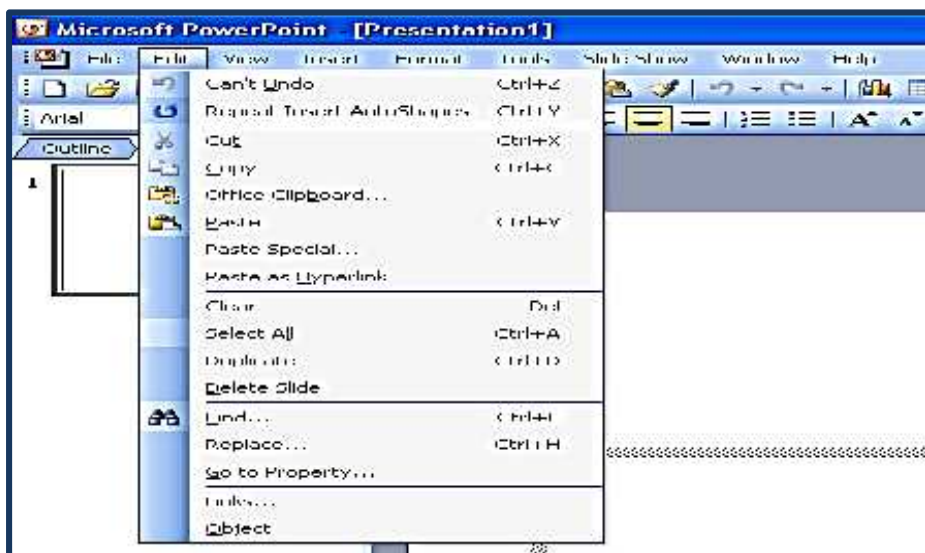 Microsoft PowerPoint - [Presentation1]
File Edit View Insert Format Tools Slide Show Window Help
Arial
Outline
1
Can't Undo Ctrl+Z
Repeat Insert AutoShapes Ctrl+Y
Cut Ctrl+X
Copy Ctrl+C
Office Clipboard...
Paste Ctrl+V
Paste Special...
Paste as Hyperlink
Clear Del
Select All Ctrl+A
Duplicate Ctrl+D
Delete Slide
Find... Ctrl+F
Replace... Ctrl+H
Go to Property...
Links...
Object